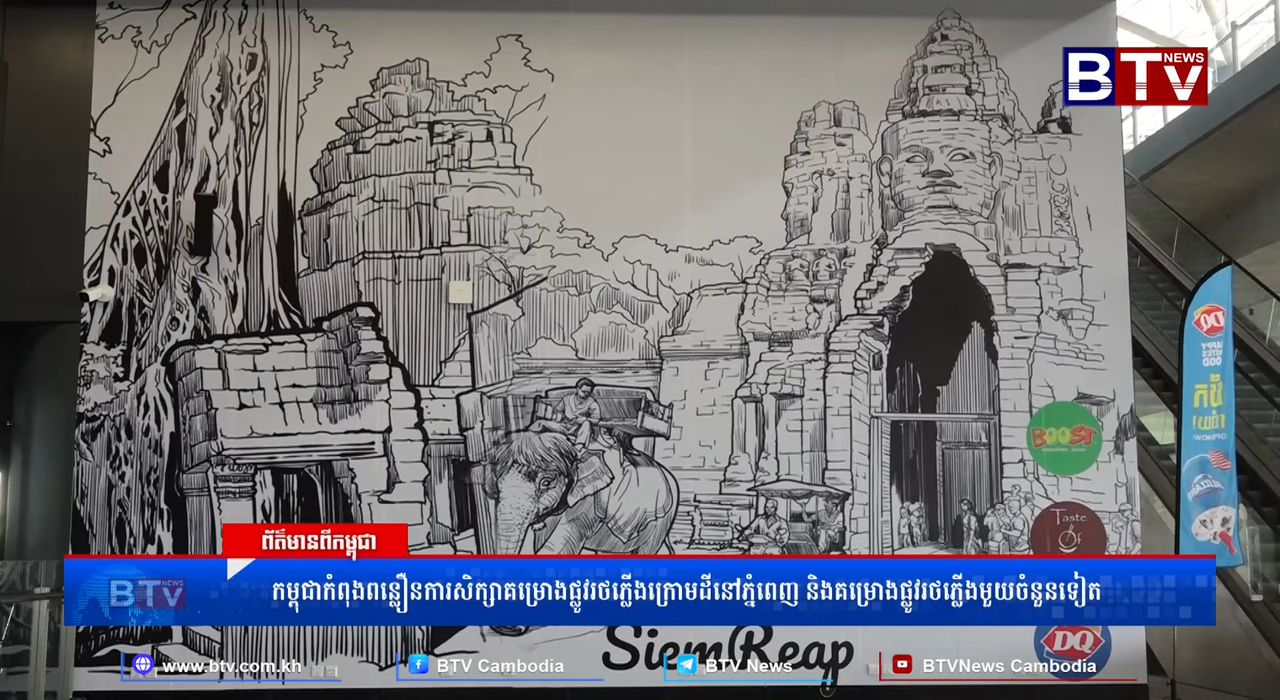 BTV NEWS
DQ
BOOST
Taste
Of
ព័ត៌មានពីកម្ពុជា
BTV NEWS
កម្ពុជាកំពុងពន្លឿនការសិក្សាគម្រោងផ្លូវរថភ្លើងក្រោមដីនៅភ្នំពេញ និងគម្រោងផ្លូវរថភ្លើងមួយចំនួនទៀត
SiemReap
DQ
www.btv.com.kh
BTV Cambodia
BTV News
BTVNews Cambodia